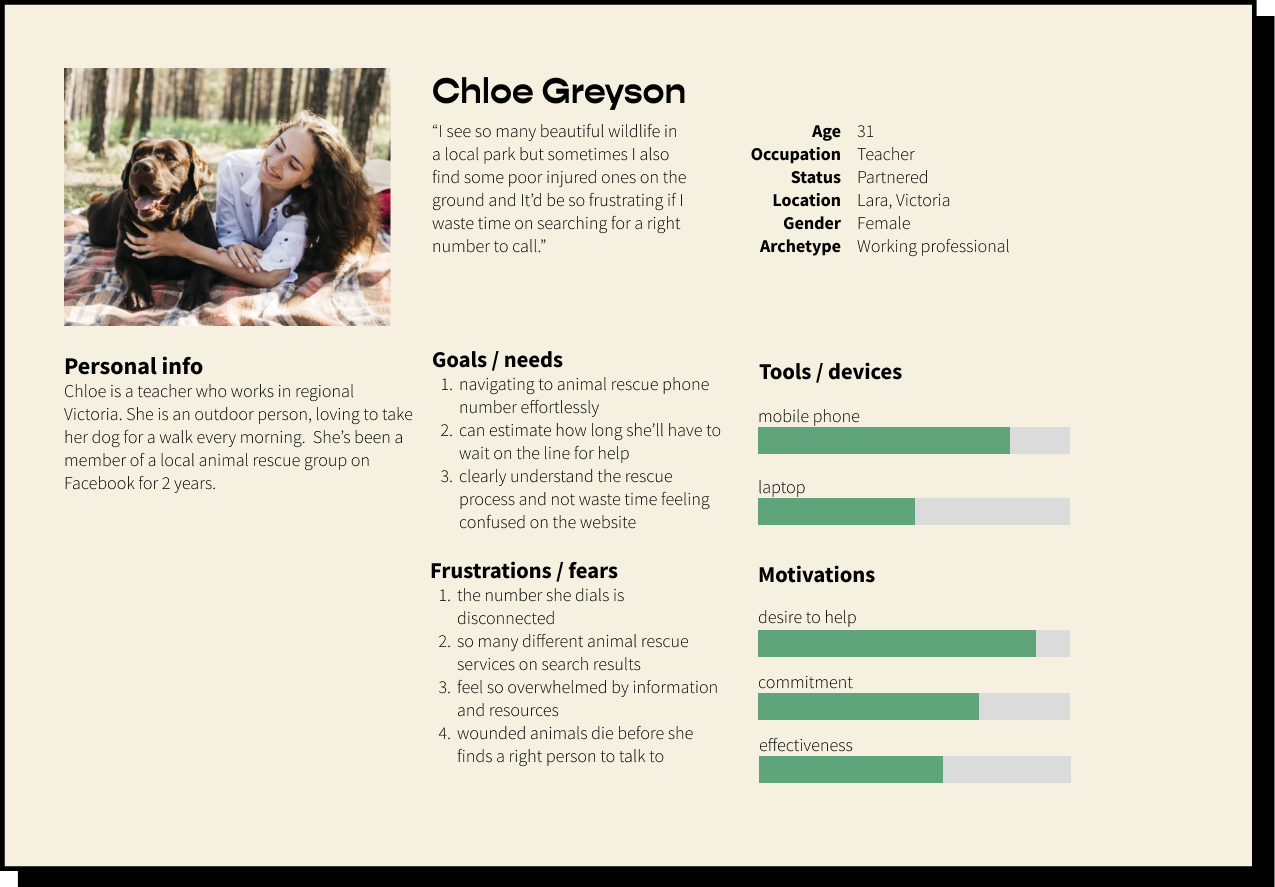 Chloe Greyson
“I see so many beautiful wildlife in
a local park but sometimes I also
find some poor injured ones on the
ground and It’d be so frustrating if I
waste time on searching for a right
number to call.”
Age 31
Occupation Teacher
Status Partnered
Location Lara, Victoria
Gender Female
Archetype Working professional
Personal info
Chloe is a teacher who works in regional
Victoria. She is an outdoor person, loving to take
her dog for a walk every morning.  She’s been a
member of a local animal rescue group on
Facebook for 2 years.
Goals / needs
1. navigating to animal rescue phone
number effortlessly
2. can estimate how long she’ll have to
wait on the line for help
3. clearly understand the rescue
process and not waste time feeling
confused on the website
Frustrations / fears
1. the number she dials is
disconnected
2. so many different animal rescue
services on search results
3. feel so overwhelmed by information
and resources
4. wounded animals die before she
finds a right person to talk to
Tools / devices
mobile phone
laptop
Motivations
desire to help
commitment
effectiveness